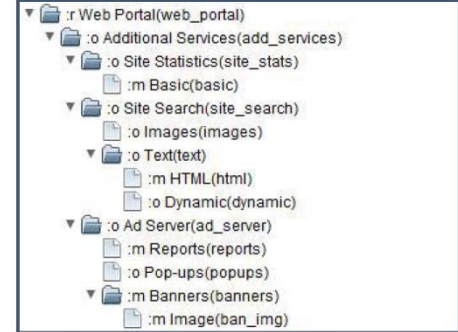 :r Web Portal(web_portal)
:o Additional Services(add_services)
:o Site Statistics(site_stats)
:m Basic(basic)
:o Site Search(site_search)
:o Images(images)
:o Text(text)
:m HTML(html)
:o Dynamic(dynamic)
:o Ad Server(ad_server)
:m Reports(reports)
:o Pop-ups(popups)
:m Banners(banners)
:m Image(ban_img)